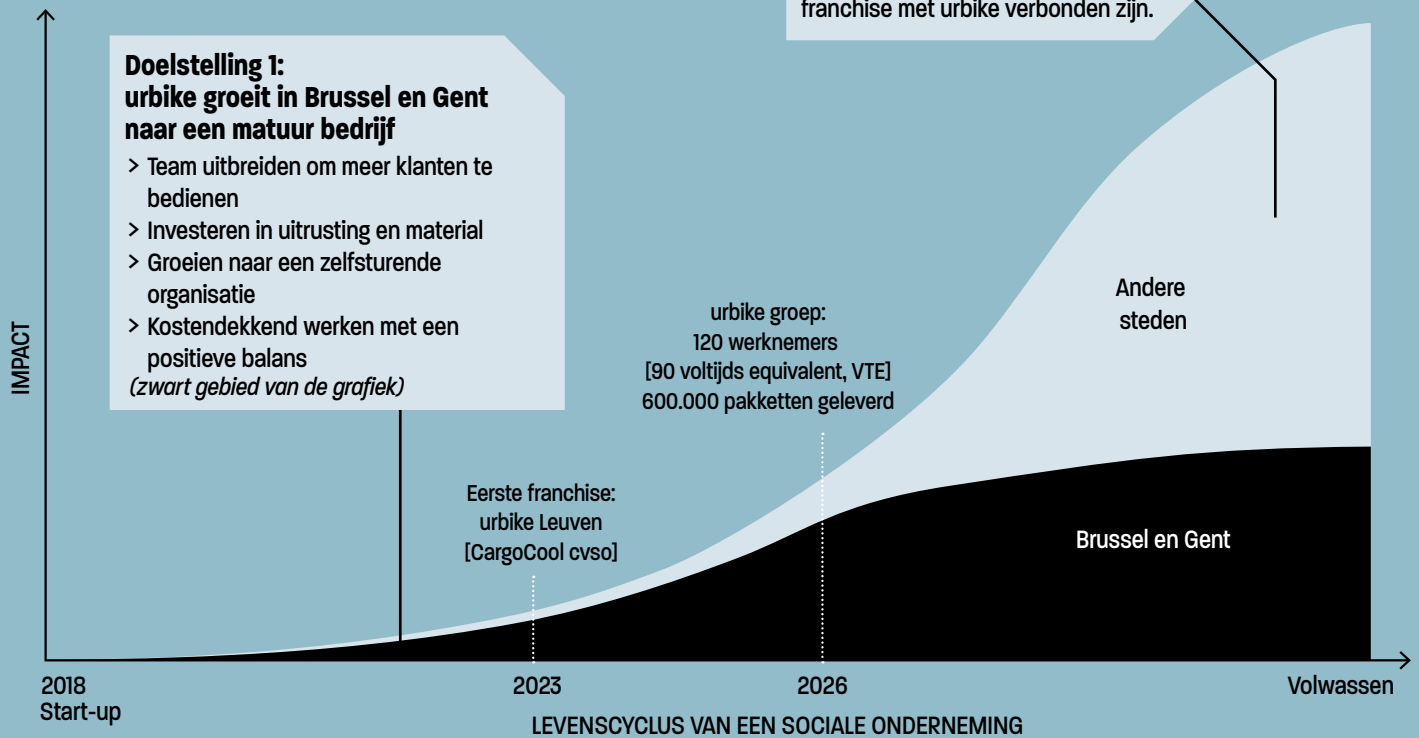 franchise met urbike verbonden zijn.
Doelstelling 1:
urbike groeit in Brussel en Gent
naar een matuur bedrijf
> Team uitbreiden om meer klanten te
bedienen
> Investeren in uitrusting en material
> Groeien naar een zelfsturende
organisatie
> Kostendekkend werken met een
positieve balans
(zwart gebied van de grafiek)
IMPACT
Andere
steden
urbike groep:
120 werknemers
[90 voltijds equivalent, VTE]
600.000 pakketten geleverd
Eerste franchise:
urbike Leuven
[CargoCool cvso]
Brussel en Gent
2018
Start-up
2023
2026
Volwassen
LEVENSCYCLUS VAN EEN SOCIALE ONDERNEMING